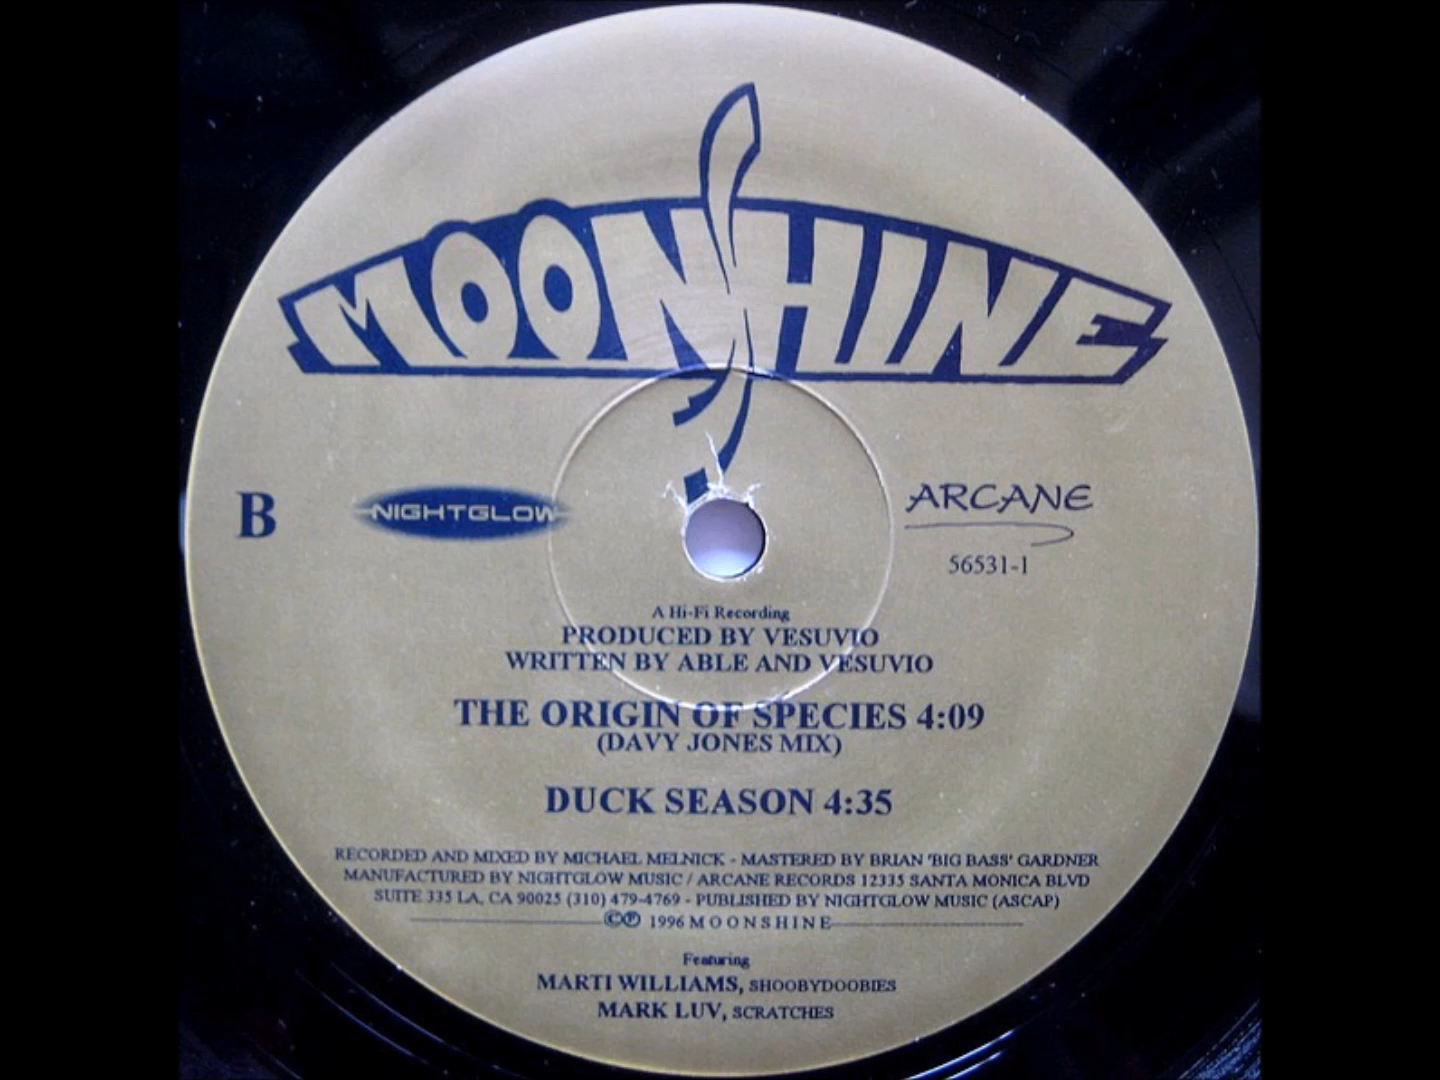 MOONSHINE
B
NIGHTGLOW
ARCANE
56531-1
A Hi-Fi Recording
PRODUCED BY VESUVIO
WRITTEN BY ABLE AND VESUVIO
THE ORIGIN OF SPECIES 4:09
(DAVY JONES MIX)
DUCK SEASON 4:35
RECORDED AND MIXED BY MICHAEL MELNICK - MASTERED BY BRIAN 'BIG BASS' GARDNER
MANUFACTURED BY NIGHTGLOW MUSIC / ARCANE RECORDS 12335 SANTA MONICA BLVD
SUITE 335 LA, CA 90025 (310) 479-4769 - PUBLISHED BY NIGHTGLOW MUSIC (ASCAP)
©℗ 1996 MOONSHINE
Featuring
MARTI WILLIAMS, SHOOBYDOOBIES
MARK LUV, SCRATCHES